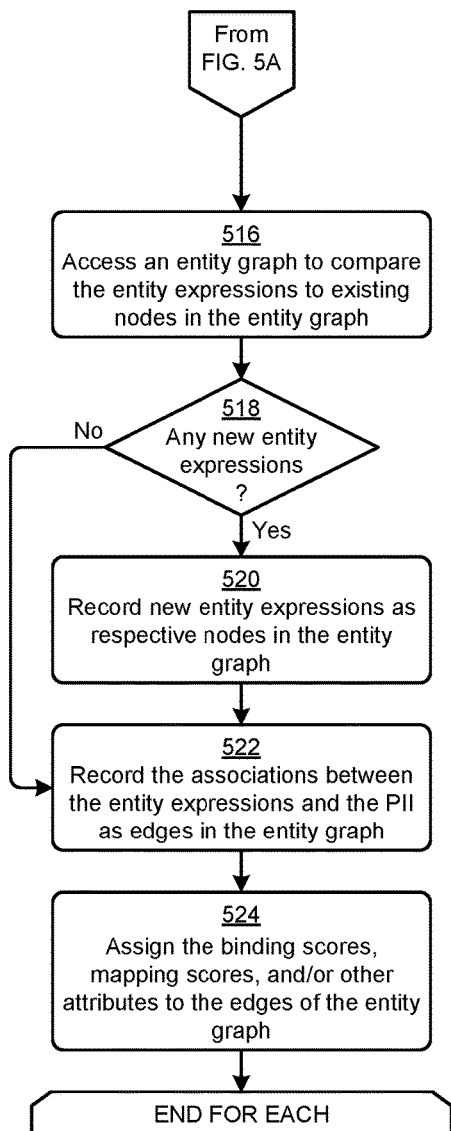 From
FIG. 5A
516
Access an entity graph to compare
the entity expressions to existing
nodes in the entity graph
518
No
Any new entity
expressions
?
Yes
520
Record new entity expressions as
respective nodes in the entity
graph
522
Record the associations between
the entity expressions and the PII
as edges in the entity graph
524
Assign the binding scores,
mapping scores, and/or other
attributes to the edges of the entity
graph
END FOR EACH